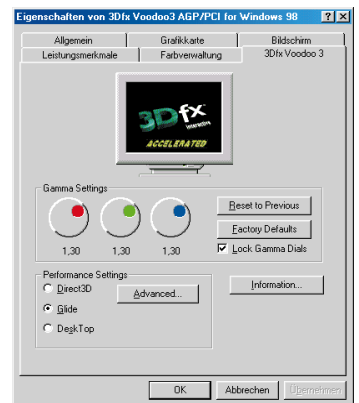 Eigenschaften von 3Dfx Voodoo3 AGP/PCI for Windows 98
Allgemein Grafikkarte Bildschirm
Leistungsmerkmale Farbverwaltung 3Dfx Voodoo 3
3Dfx
interactive
ACCELERATED
Gamma Settings
1,30 1,30 1,30
Reset to Previous
Factory Defaults
Lock Gamma Dials
Performance Settings
Direct3D
Glide
DeskTop
Advanced...
Information...
OK Abbrechen Übernehmen